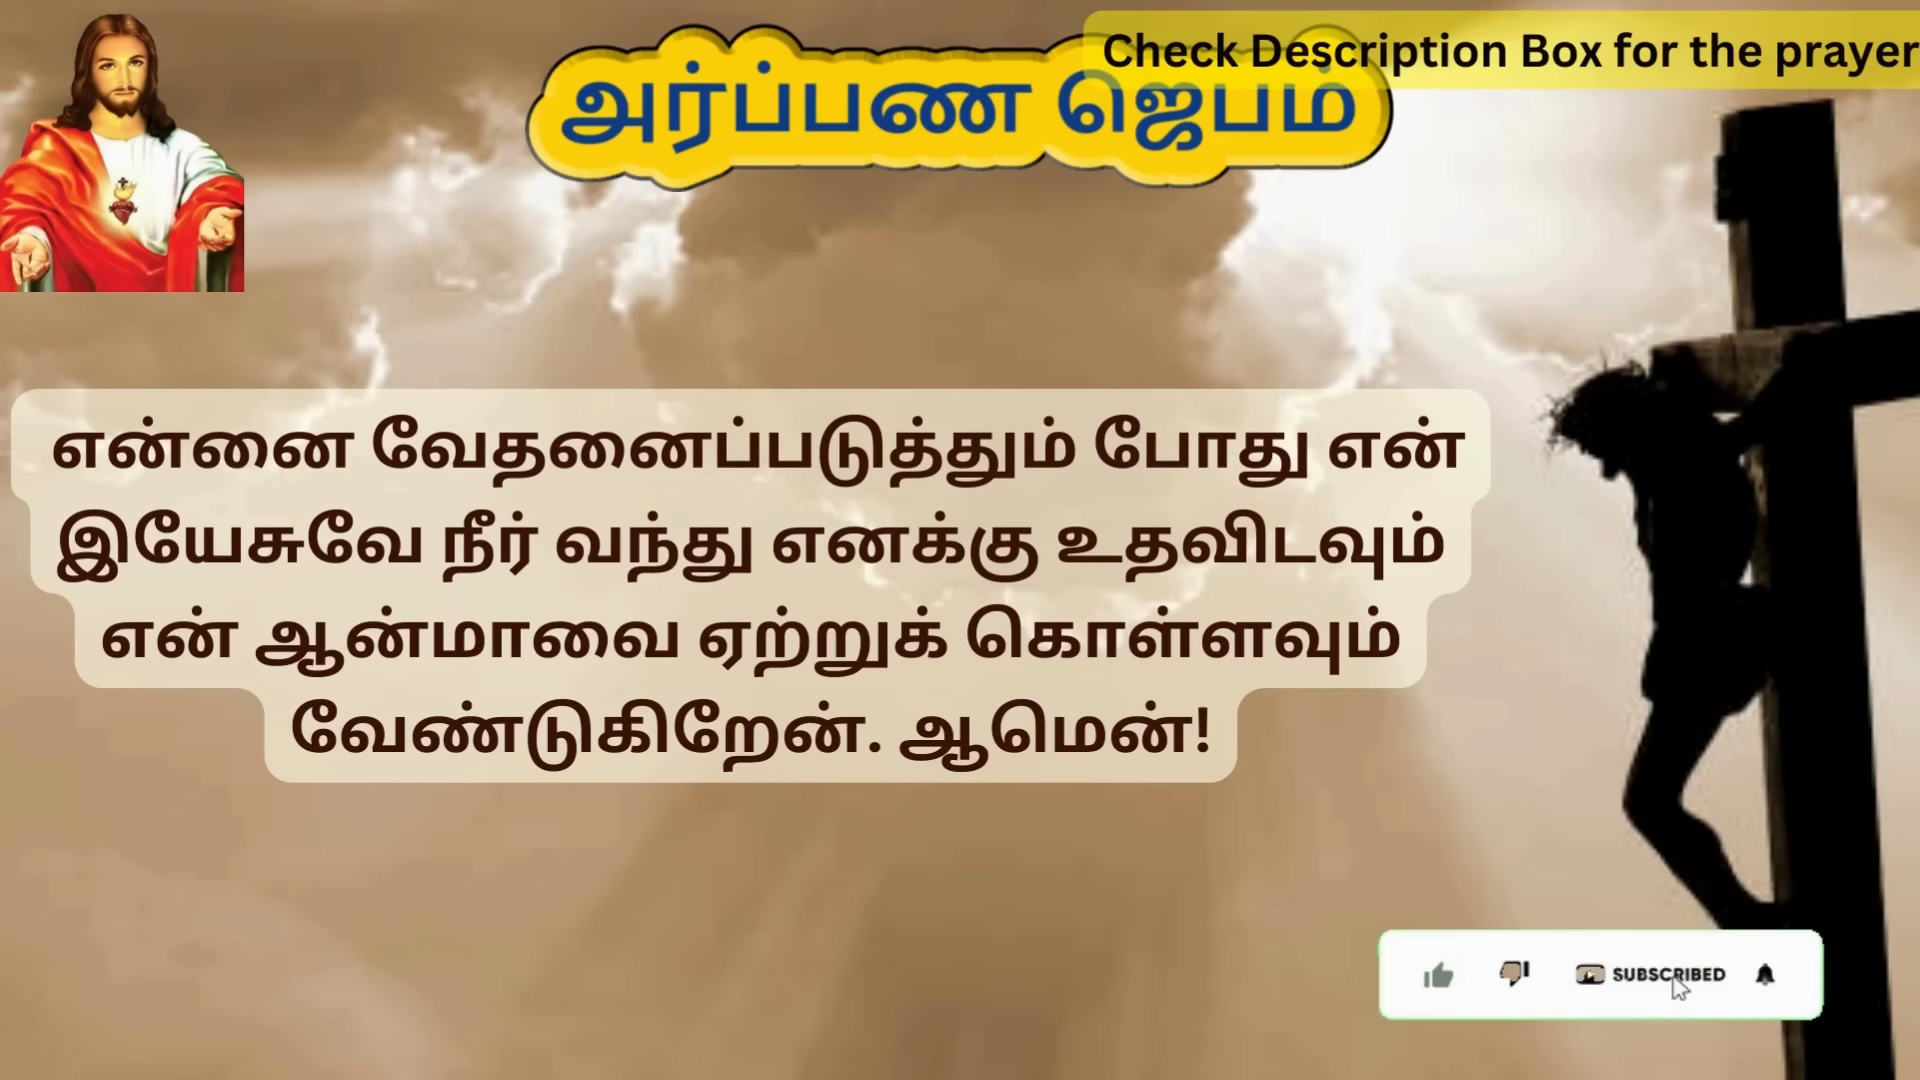 Check Description Box for the prayer
அர்ப்பண ஜெபம்
என்னை வேதனைப்படுத்தும் போது என்
இயேசுவே நீர் வந்து எனக்கு உதவிடவும்
என் ஆன்மாவை ஏற்றுக் கொள்ளவும்
வேண்டுகிறேன். ஆமென்!
SUBSCRIBED